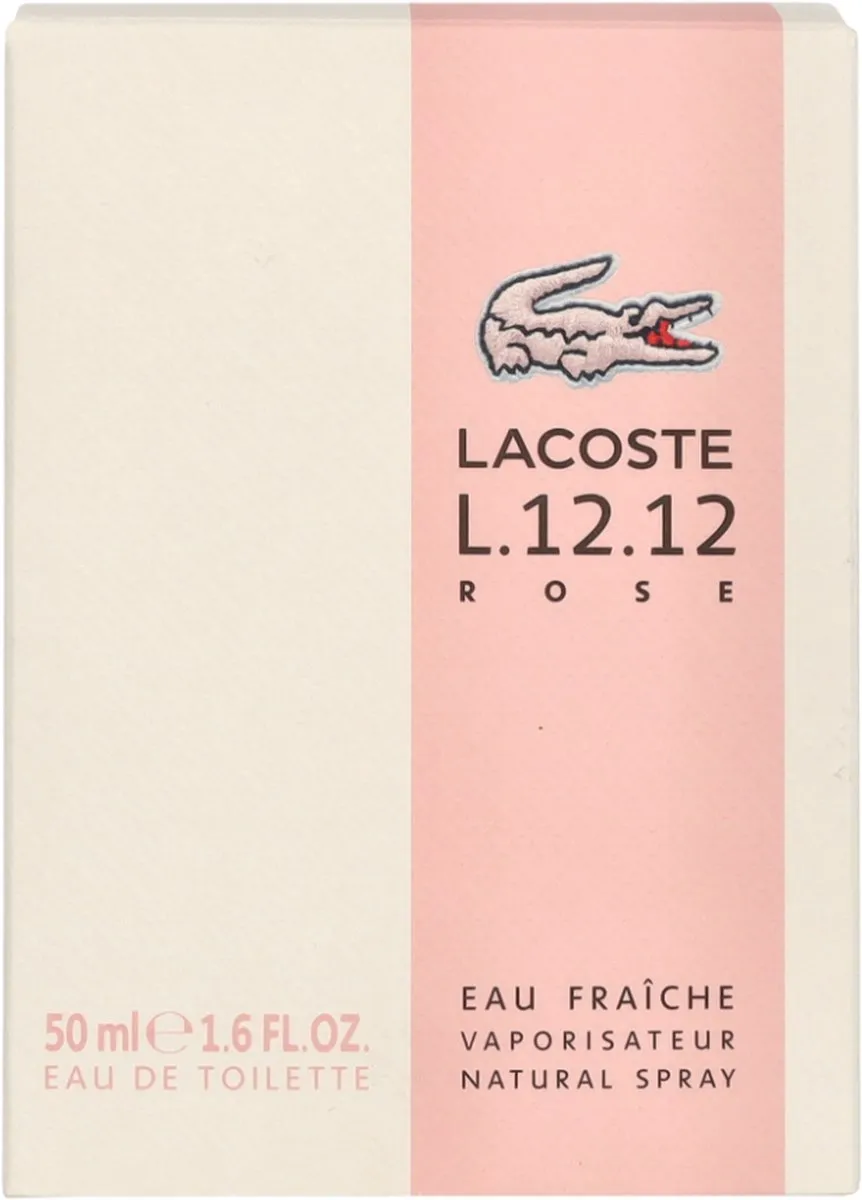 LACOSTE
L.12.12
ROSE
EAU FRAÎCHE
VAPORISATEUR
NATURAL SPRAY
50 ml ℮ 1.6 FL.OZ.
EAU DE TOILETTE